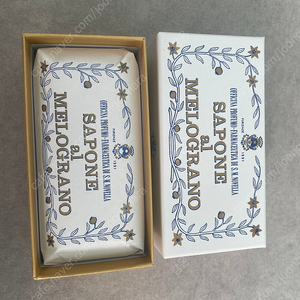 OFFICINA PROFUMO-FARMACEUTICA DI S. M. NOVELLA
SAPONE
al
MELOGRANO
OFFICINA PROFUMO-FARMACEUTICA DI S. M. NOVELLA
SAPONE
al
MELOGRANO